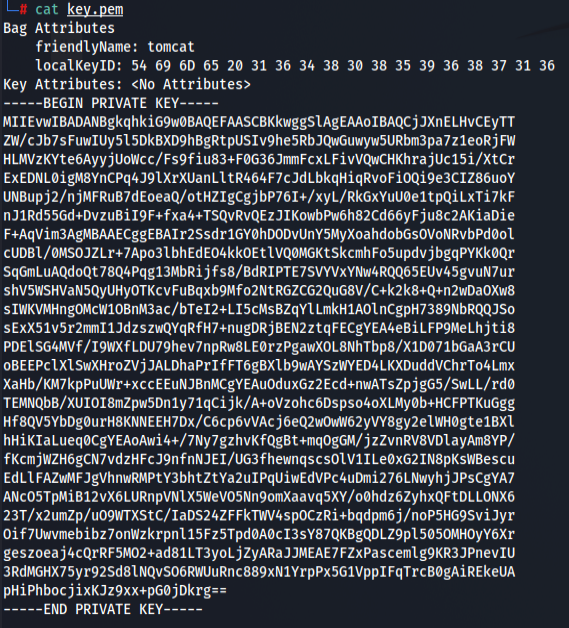 └─# cat key.pem
Bag Attributes
    friendlyName: tomcat
    localKeyID: 54 69 6D 65 20 31 36 34 38 30 38 35 39 36 38 37 31 36
Key Attributes: <No Attributes>
-----BEGIN PRIVATE KEY-----
MIIEvwIBADANBgkqhkiG9w0BAQEFAASCBKkwggSlAgEAAoIBAQCjJXnELHvCEyTT
ZW/cJb7sFuwIUy5l5DkBXD9hBgRtpUSIv9he5RbJQwGuwyw5URbm3pa7z1eoRjFW
HLMVzKYte6AyyjUoWcc/Fs9fiu83+F0G36JmmFcxLFivVQwCHKhrajUc15i/XtCr
ExEDNL0igM8YnCPq4J9lXrXUanLltR464F7cJdLbkqHiqRvoFiOQi9e3CIZ86uoY
UNBupj2/njMFRuB7dEoeaQ/otHZIgCgjbP76I+/xyL/RkGxYuU0e1tpQiLxTi7kF
nJ1Rd55Gd+DvzuBiI9F+fxa4+TSQvRvQEzJIKowbPw6h82Cd66yFju8c2AKiaDie
F+AqVim3AgMBAAECggEBAIr2Ssdr1GY0hDODvUnY5MyXoahdobGsOVoNRvbPd0ol
cUDBl/0MSOJZLr+7Apo3lbhEdEO4kkOEtlVQ0MGKtSkcmhFo5updvjbgqPYKk0Qr
SqGmLuAQdoQt78Q4Pqg13MbRijfs8/BdRIPTE7SVYVxYNw4RQQ65EUv45gvuN7ur
shV5WSHVaN5QyUHyOTKcvFuBqxb9Mfo2NtRGZCG2QuG8V/C+k2k8+Q+n2wDaOXw8
sIWKVMHngOMcW1OBnM3ac/bTeI2+LI5cMsBZqYlLmkH1AOlnCgpH7389NbRQQJSo
sExX51v5r2mmI1JdzszwQYqRfH7+nugDRjBEN2ztqFECgYEA4eBiLFP9MeLhjti8
PDElSG4MVf/I9WXfLDU79hev7npRw8LE0rzPgawXOL8NhTbp8/X1D071bGaA3rCU
oBEEPclXlSwXHroZVjJALDhaPrIfFT6gBXlb9wAYSzWYED4LKXDuddVChrTo4Lmx
XaHb/KM7kpPuUWr+xccEEuNJBnMCgYEAuOduxGz2Ecd+nwATsZpjgG5/SwLL/rd0
TEMNQbB/XUIOI8mZpw5Dn1y71qCijk/A+oVzohc6Dspso4oXLMy0b+HCFPTKuGgg
Hf8QV5YbDg0urH8KNNEEH7Dx/C6cp6vVAcj6eQ2wOwW62yVY8gy2elWH0gte1BXl
hHiKIaLueq0CgYEAoAwi4+/7Ny7gzhvKfQgBt+mqOgGM/jzZvnRV8VDlayAm8YP/
fKcmjWZH6gCN7vdzHFcJ9nfnNJEI/UG3fhewnqscsOlV1ILe0xG2IN8pKsWBescu
EdLlFAZwMFJgVhnwRMPtY3bhtZtYa2uIPqUiwEdVPc4uDmi276LNwyhjJPsCgYA7
ANcO5TpMiB12vX6LURnpVNlX5WeVO5Nn9omXaavq5XY/o0hdz6ZyhxQFtDLLONX6
23T/x2umZp/uO9WTXStC/IaDS24ZFFkTWV4spOCzRi+bqdpm6j/noP5HG9SviJyr
Oif7Uwvmebibz7onWzkrpnl15Fz5Tpd0A0cI3sY87QKBgQDLZ9pl505OMHOyY6Xr
geszoeaj4cQrRF5MO2+ad81LT3yoLjZyARaJJMEAE7FZxPascemlg9KR3JPnevIU
3RdMGHX75yr92Sd8lNQvSO6RWUuRnc889xN1YrpPx5G1VppIFqTrcB0gAiREkeUA
pHiPhbocjixKJz9xx+pG0jDkrg==
-----END PRIVATE KEY-----